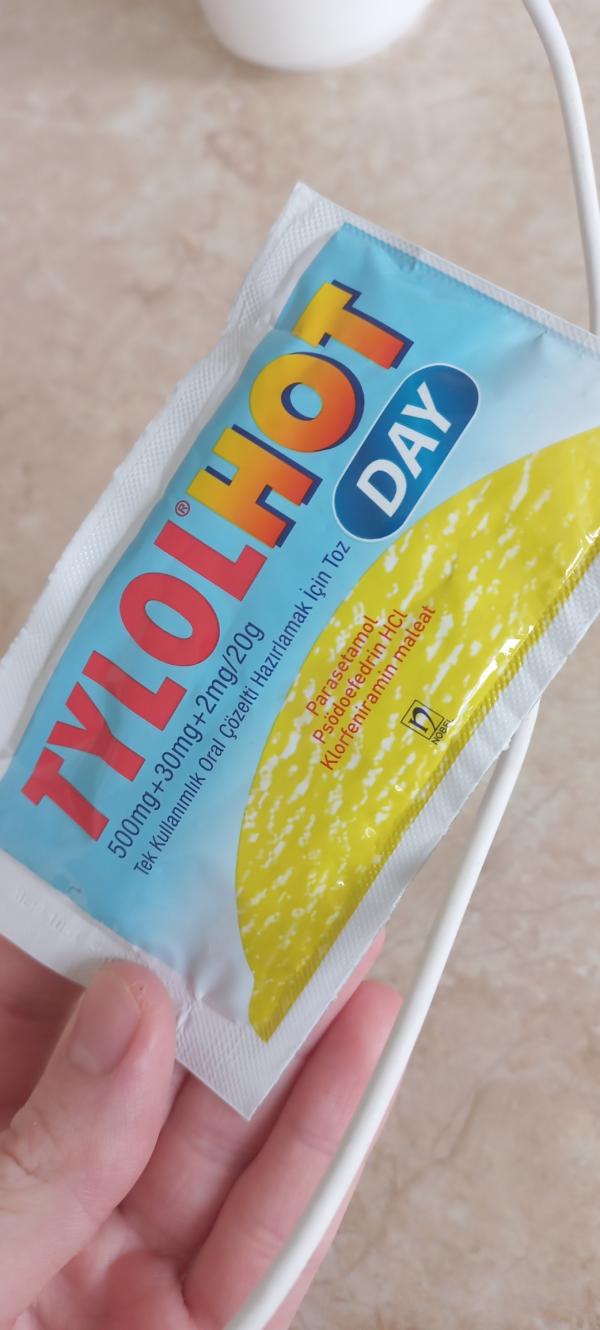 TYLOL®HOT
DAY
500mg+30mg+2mg/20g
Tek Kullanımlık Oral Çözelti Hazırlamak İçin Toz
Parasetamol
Psödoefedrin HCl
Klorfeniramin maleat
n
NOBEL